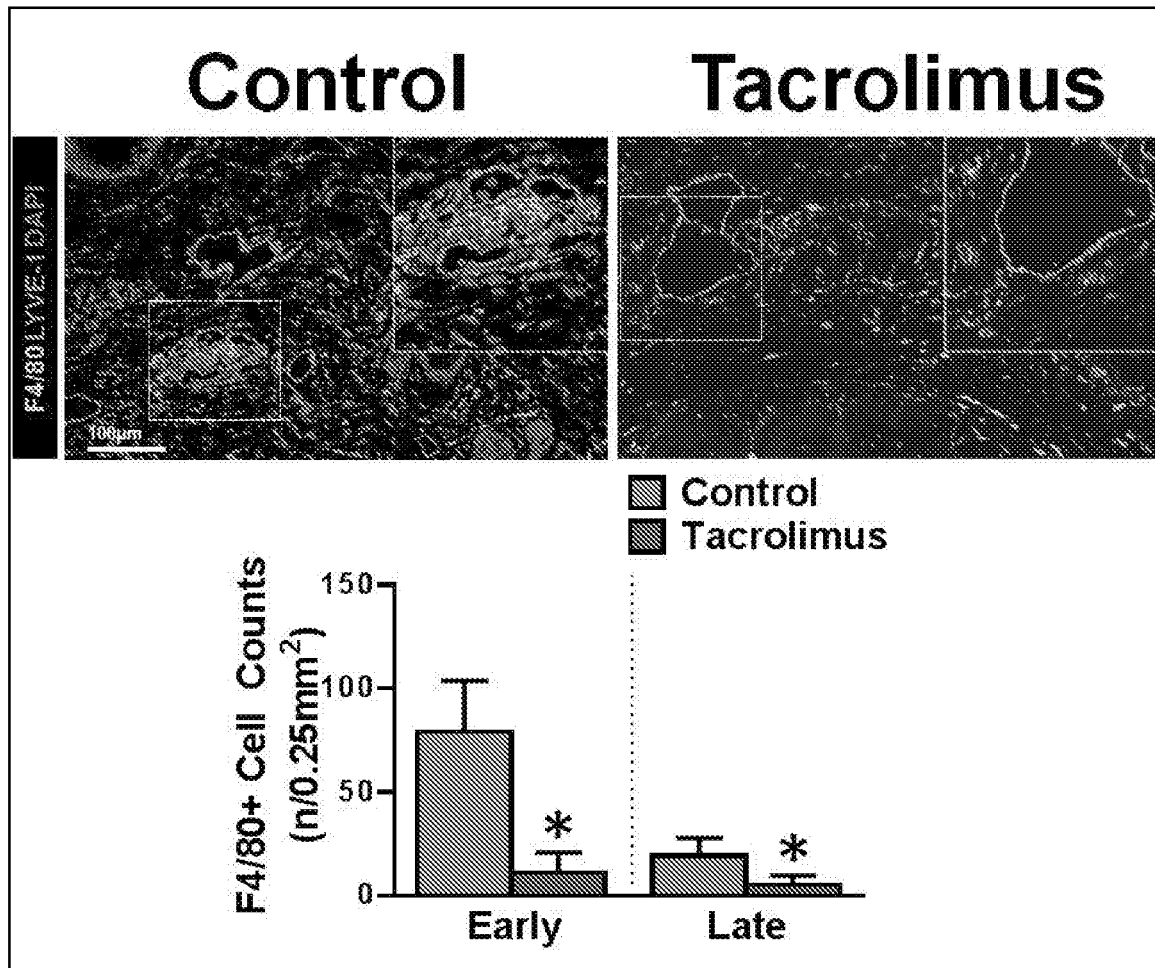 Control
Tacrolimus
F4/80 LYVE-1 DAPI
100µm
Control
Tacrolimus
F4/80+ Cell Counts
(n/0.25mm²)
150
100
50
0
*
*
Early
Late